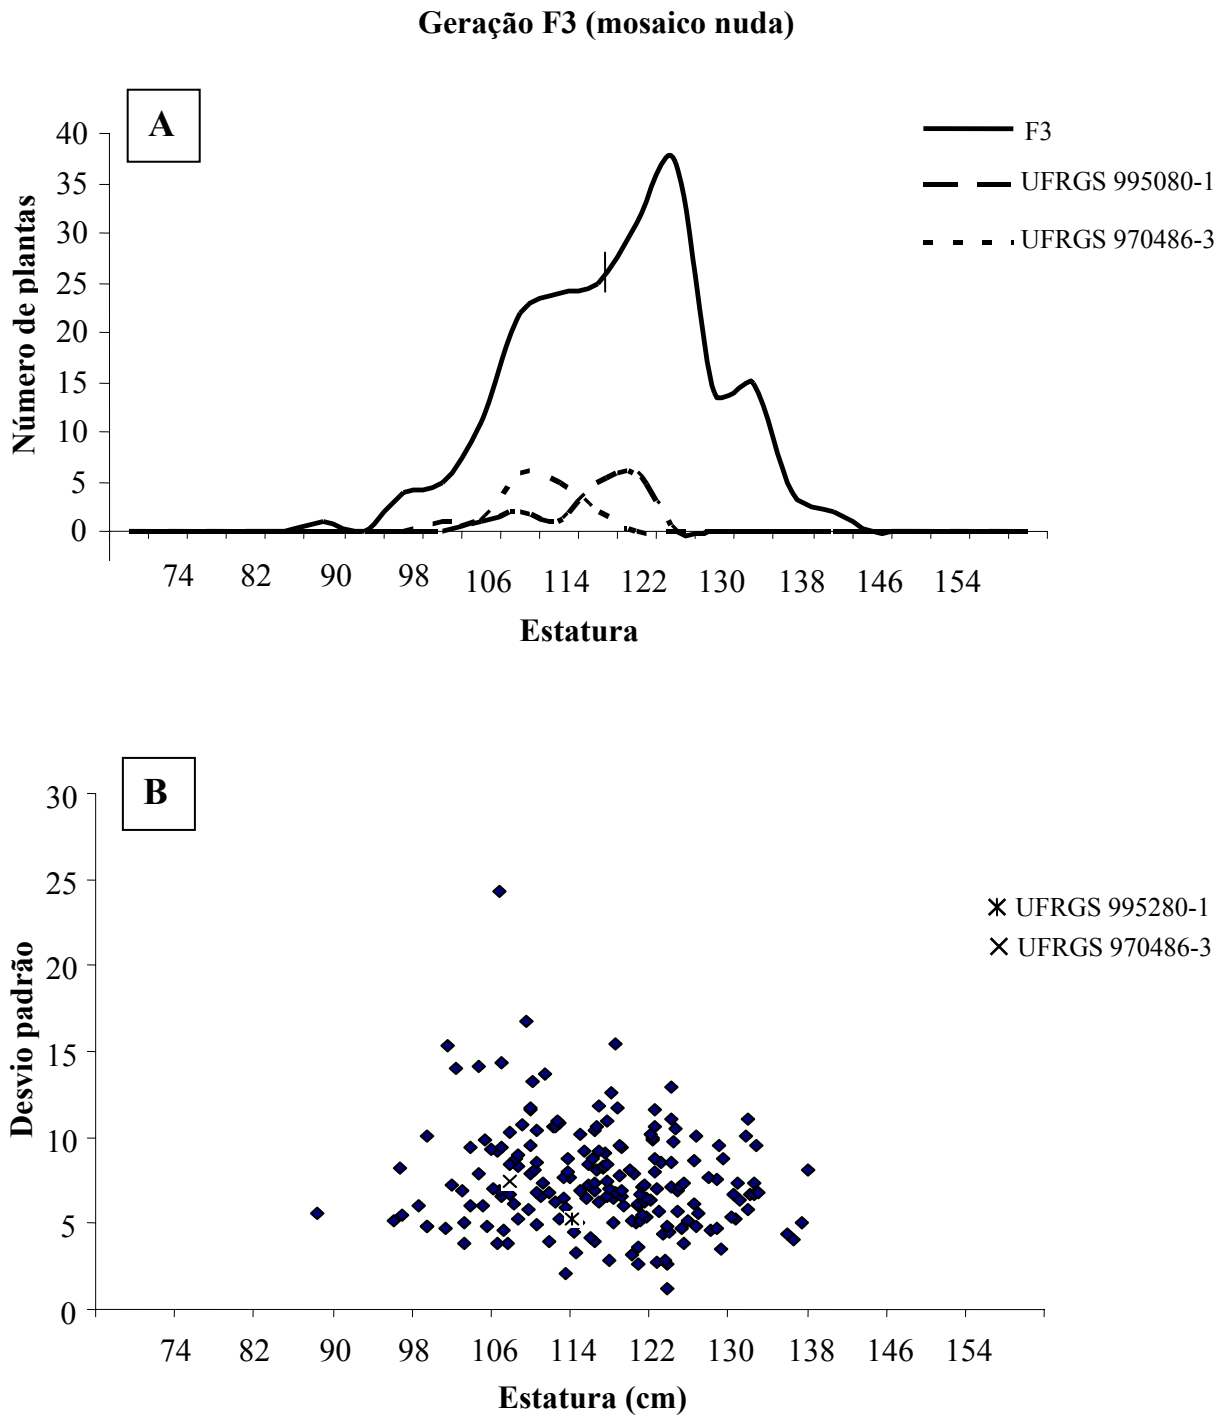 Geração F3 (mosaico nuda)
A
Número de plantas
40
35
30
25
20
15
10
5
0
74 82 90 98 106 114 122 130 138 146 154
Estatura
F3
UFRGS 995080-1
UFRGS 970486-3
B
Desvio padrão
30
25
20
15
10
5
0
74 82 90 98 106 114 122 130 138 146 154
Estatura (cm)
UFRGS 995280-1
UFRGS 970486-3